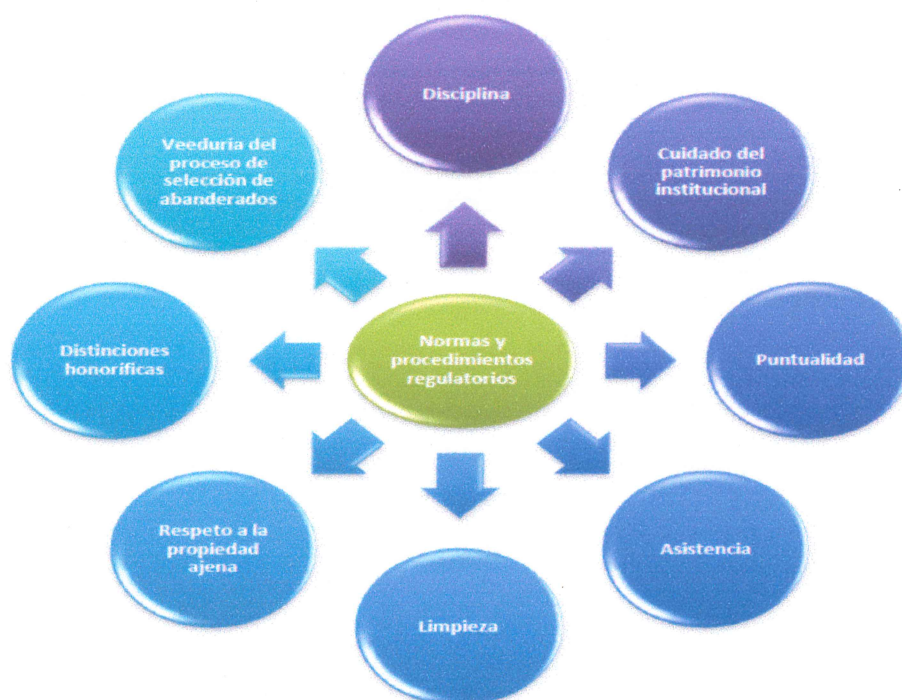 Disciplina
Veeduría del
proceso de
selección de
abanderados
Cuidado del
patrimonio
institucional
Distinciones
honoríficas
Normas y
procedimientos
regulatorios
Puntualidad
Respeto a la
propiedad
ajena
Asistencia
Limpieza